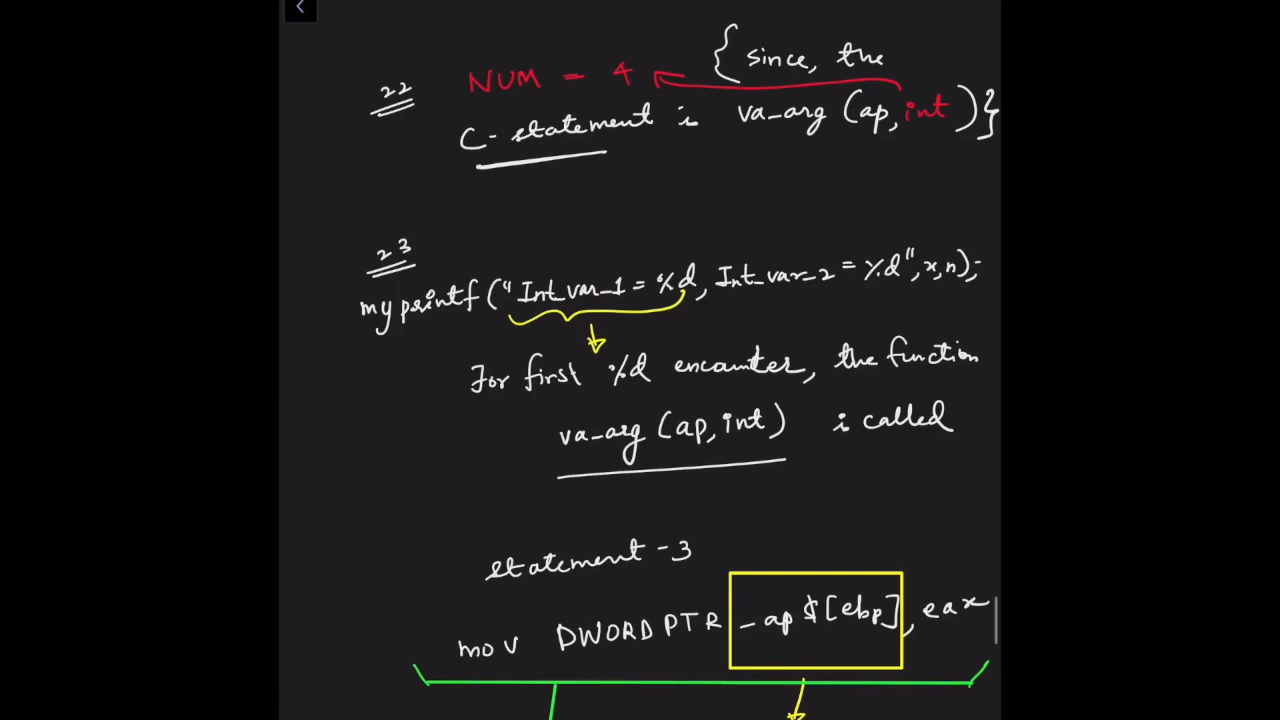 22 NUM = 4 {since, the
C-statement is va_arg (ap, int)}
23
myprintf ("Int_var_1 = %d, Int_var_2 = %d", x, n);
For first %d encounter, the function
va_arg (ap, int) is called
statement-3
mov DWORD PTR _ap$[ebp], eax